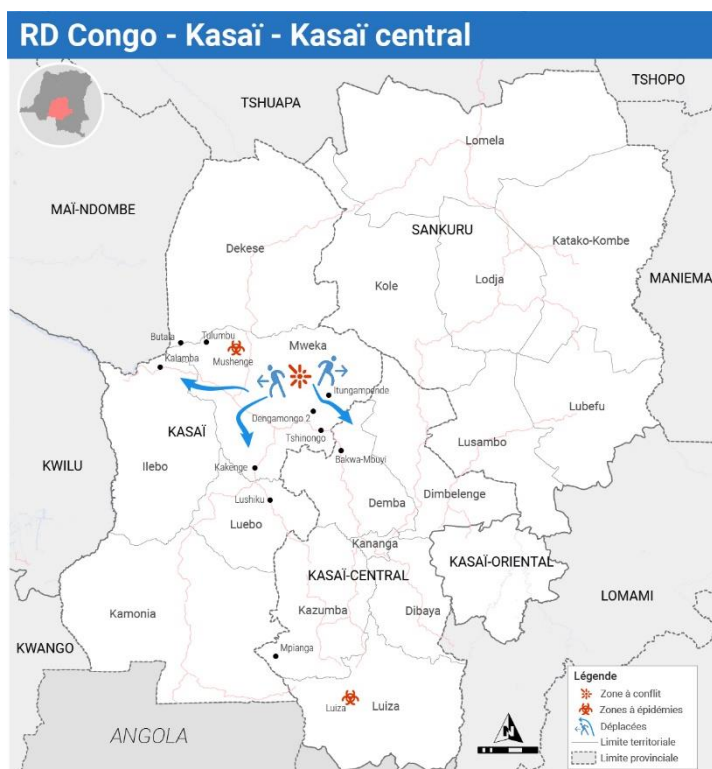 RD Congo - Kasaï - Kasaï central
TSHOPO
TSHUAPA
Lomela
MAÏ-NDOMBE
SANKURU
Katako-Kombe
Dekese
Lodja
MANIEMA
Kole
Butala
Tulumbu
Mweka
Mushenge
Kalamba
Itungampende
Lubefu
Dengamongo 2
KASAÏ
Tshinongo
Lusambo
Bakwa-Mbuyi
KWILU
Ilebo
Kakenge
Dimbelenge
Lushiku
Demba
Luebo
Kananga
KASAÏ-ORIENTAL
KASAÏ-CENTRAL
LOMAMI
Kamonia
Kazumba
Dibaya
KWANGO
Mpianga
Légende
Zone à conflit
Luiza
Luiza
Zones à épidémies
Déplacées
ANGOLA
N
Limite territoriale
Limite provinciale